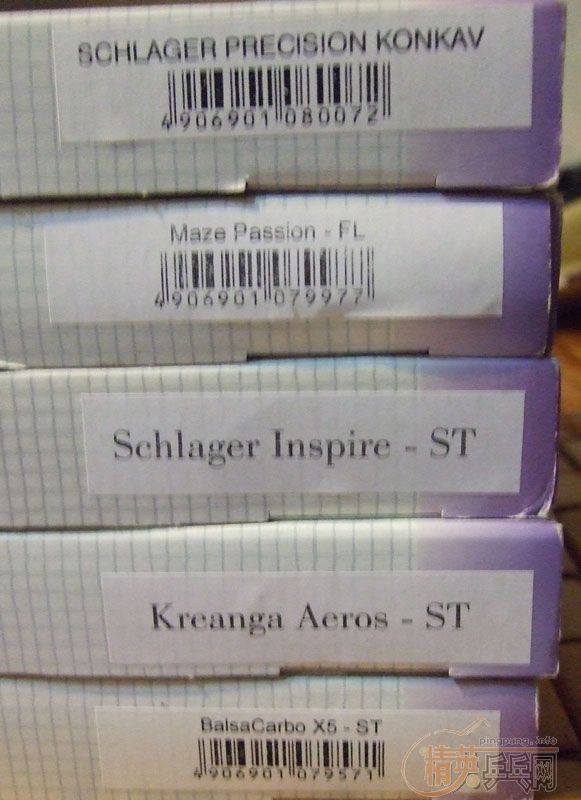 SCHLAGER PRECISION KONKAV
4 906901 080072
Maze Passion - FL
4 906901 079977
Schlager Inspire - ST
Kreanga Aeros - ST
BalsaCarbo X5 - ST
4 906901 079571
pingpang.info
精英乒乓网